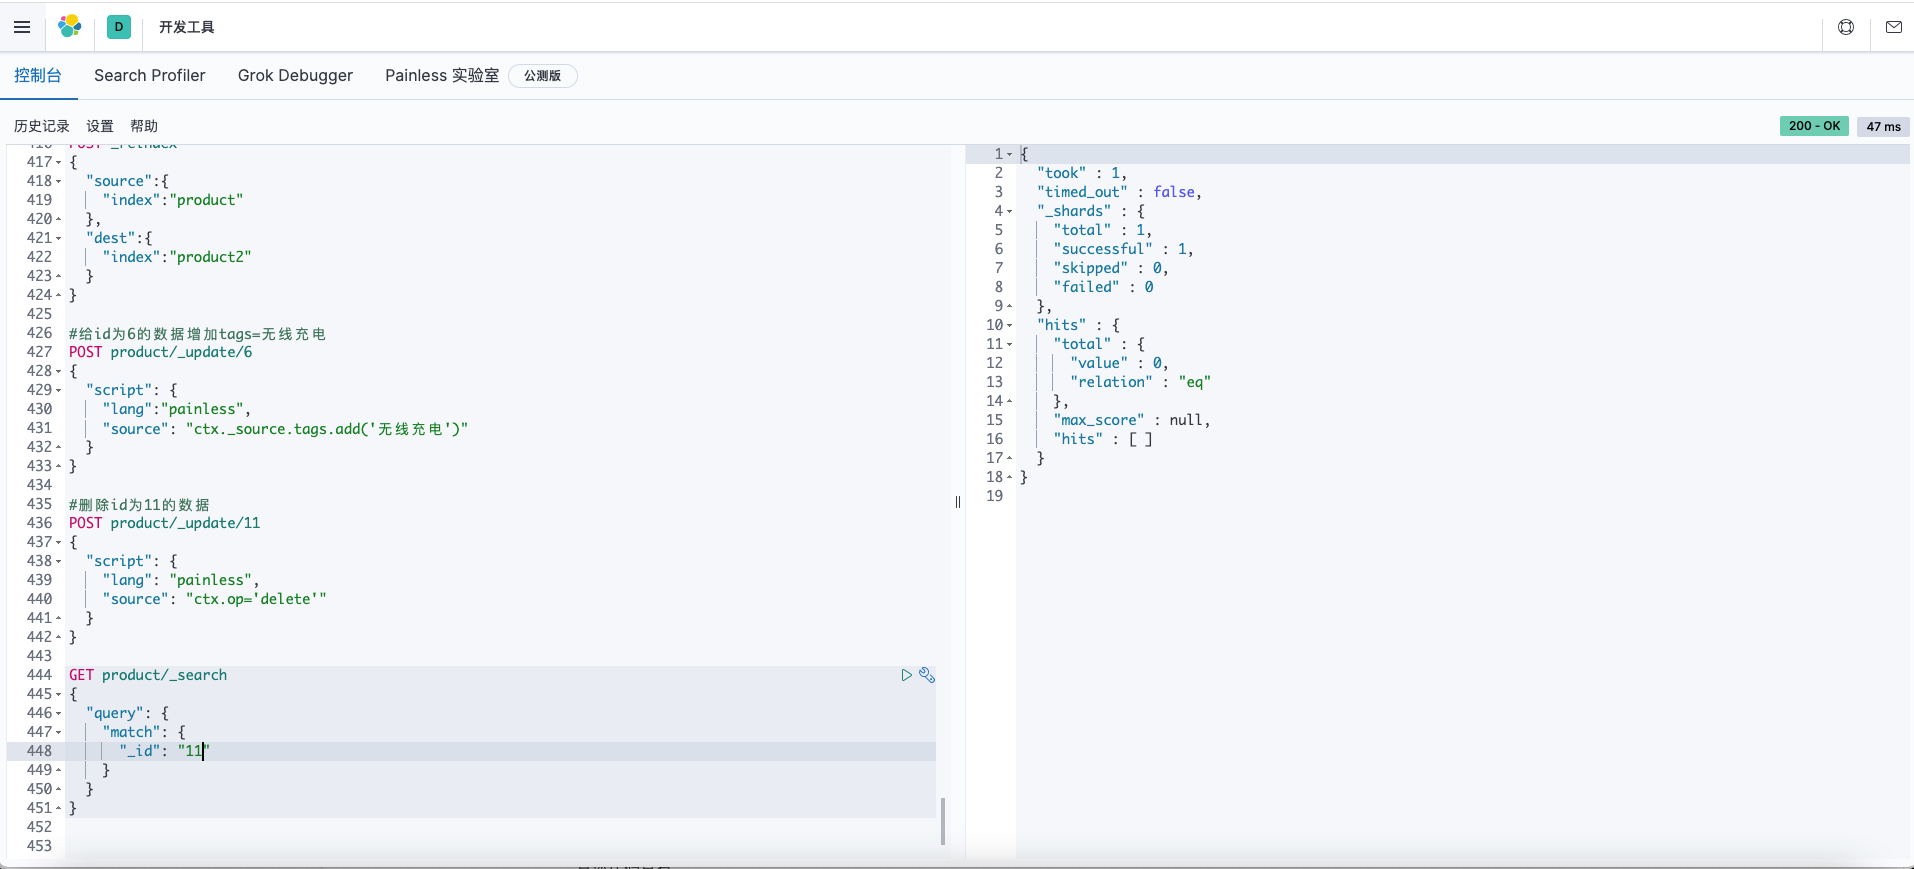 D 开发工具
控制台 Search Profiler Grok Debugger Painless 实验室 公测版
历史记录 设置 帮助 200 - OK 47 ms
416 POST _reindex
417 {
418 "source":{
419 "index":"product"
420 },
421 "dest":{
422 "index":"product2"
423 }
424 }
425
426 #给id为6的数据增加tags=无线充电
427 POST product/_update/6
428 {
429 "script": {
430 "lang":"painless",
431 "source": "ctx._source.tags.add('无线充电')"
432 }
433 }
434
435 #删除id为11的数据
436 POST product/_update/11
437 {
438 "script": {
439 "lang": "painless",
440 "source": "ctx.op='delete'"
441 }
442 }
443
444 GET product/_search
445 {
446 "query": {
447 "match": {
448 "_id": "11"
449 }
450 }
451 }
452
453
1 {
2 "took" : 1,
3 "timed_out" : false,
4 "_shards" : {
5 "total" : 1,
6 "successful" : 1,
7 "skipped" : 0,
8 "failed" : 0
9 },
10 "hits" : {
11 "total" : {
12 "value" : 0,
13 "relation" : "eq"
14 },
15 "max_score" : null,
16 "hits" : [ ]
17 }
18 }
19